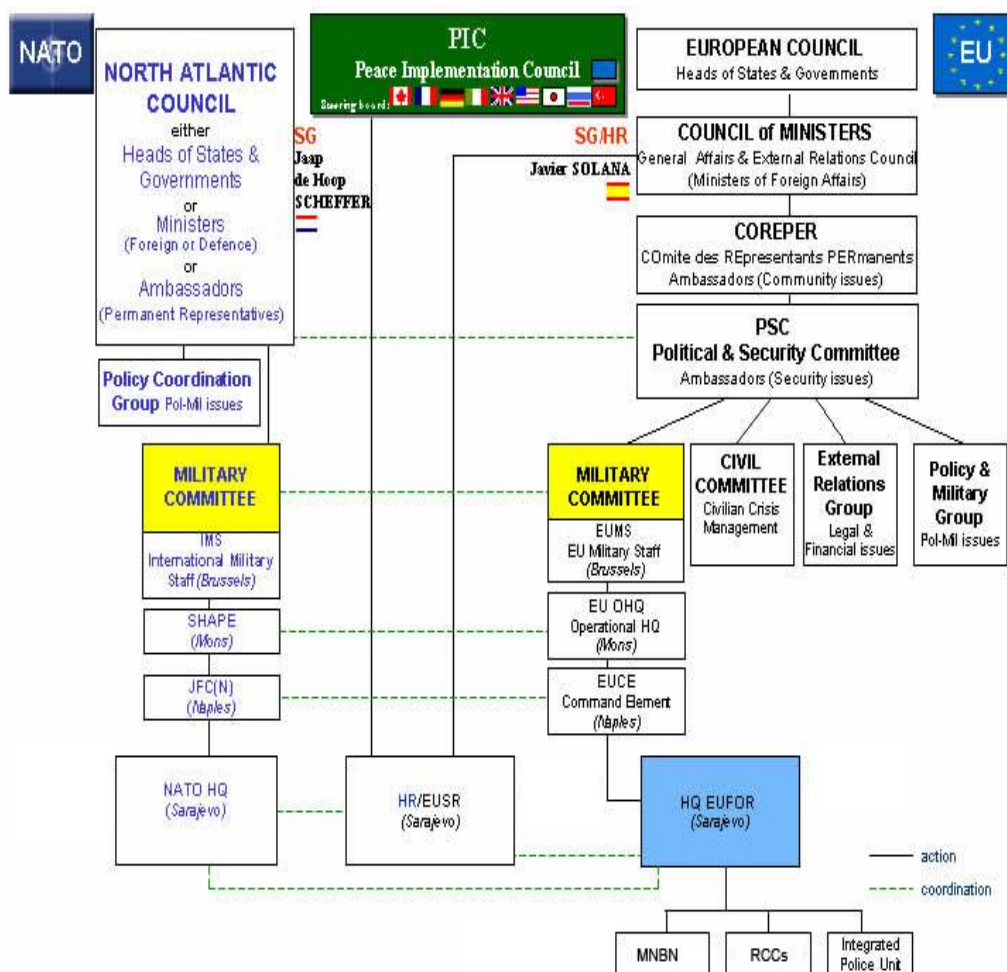 NATO
NORTH ATLANTIC
COUNCIL
either
Heads of States &
Governments
or
Ministers
(Foreign or Defence)
or
Ambassadors
(Permanent Representatives)
SG
Jaap
de Hoop
SCHEFFER
Policy Coordination
Group Pol-Mil issues
MILITARY
COMMITTEE
IMS
International Military
Staff (Brussels)
SHAPE
(Mons)
JFC(N)
(Naples)
NATO HQ
(Sarajevo)
PIC
Peace Implementation Council
Steering board:
SG/HR
Javier SOLANA
HR/EUSR
(Sarajevo)
EU
EUROPEAN COUNCIL
Heads of States & Governments
COUNCIL of MINISTERS
General Affairs & External Relations Council
(Ministers of Foreign Affairs)
COREPER
COmite des REpresentants PERmanents
Ambassadors (Community issues)
PSC
Political & Security Committee
Ambassadors (Security issues)
MILITARY
COMMITTEE
EUMS
EU Military Staff
(Brussels)
EU OHQ
Operational HQ
(Mons)
EUCE
Command Element
(Naples)
CIVIL
COMMITTEE
Civilian Crisis
Management
External
Relations
Group
Legal &
Financial issues
Policy &
Military
Group
Pol-Mil issues
HQ EUFOR
(Sarajevo)
action
coordination
MNBN
RCCs
Integrated
Police Unit